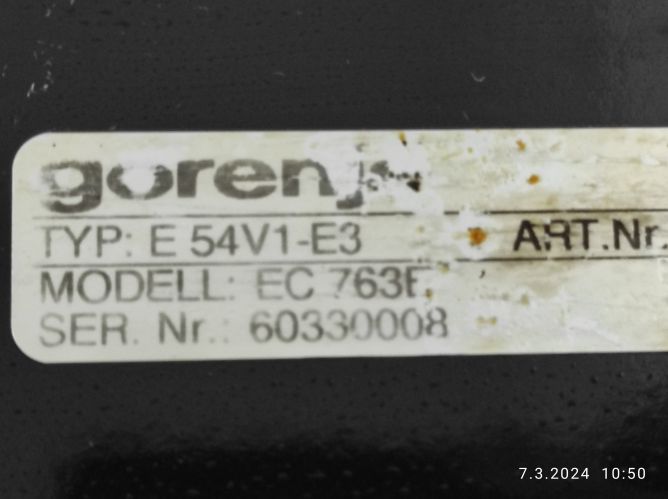 gorenje
TYP: E 54V1-E3
ART.Nr.
MODELL: EC 763E
SER. Nr.: 60330008
7.3.2024 10:50